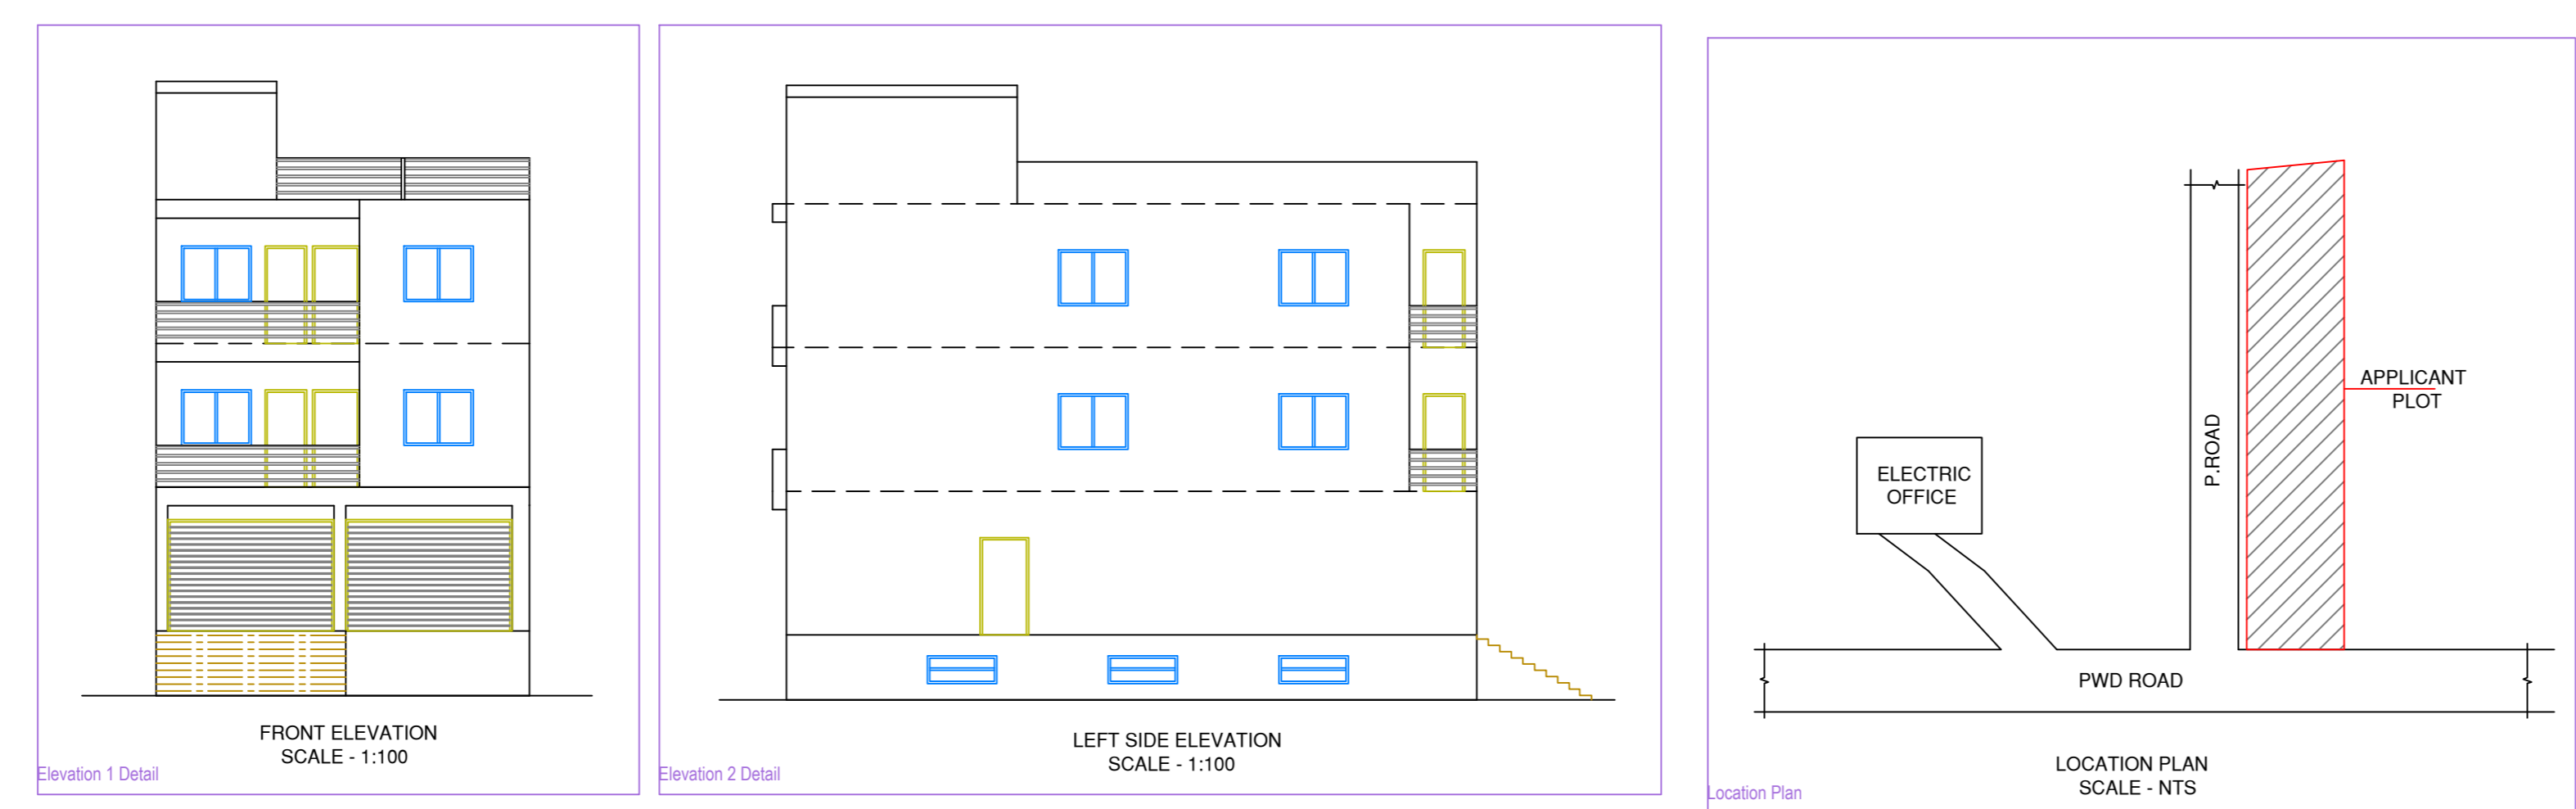 FRONT ELEVATION
SCALE - 1:100
Elevation 1 Detail
LEFT SIDE ELEVATION
SCALE - 1:100
Elevation 2 Detail
APPLICANT
PLOT
P.ROAD
ELECTRIC
OFFICE
PWD ROAD
LOCATION PLAN
SCALE - NTS
Location Plan